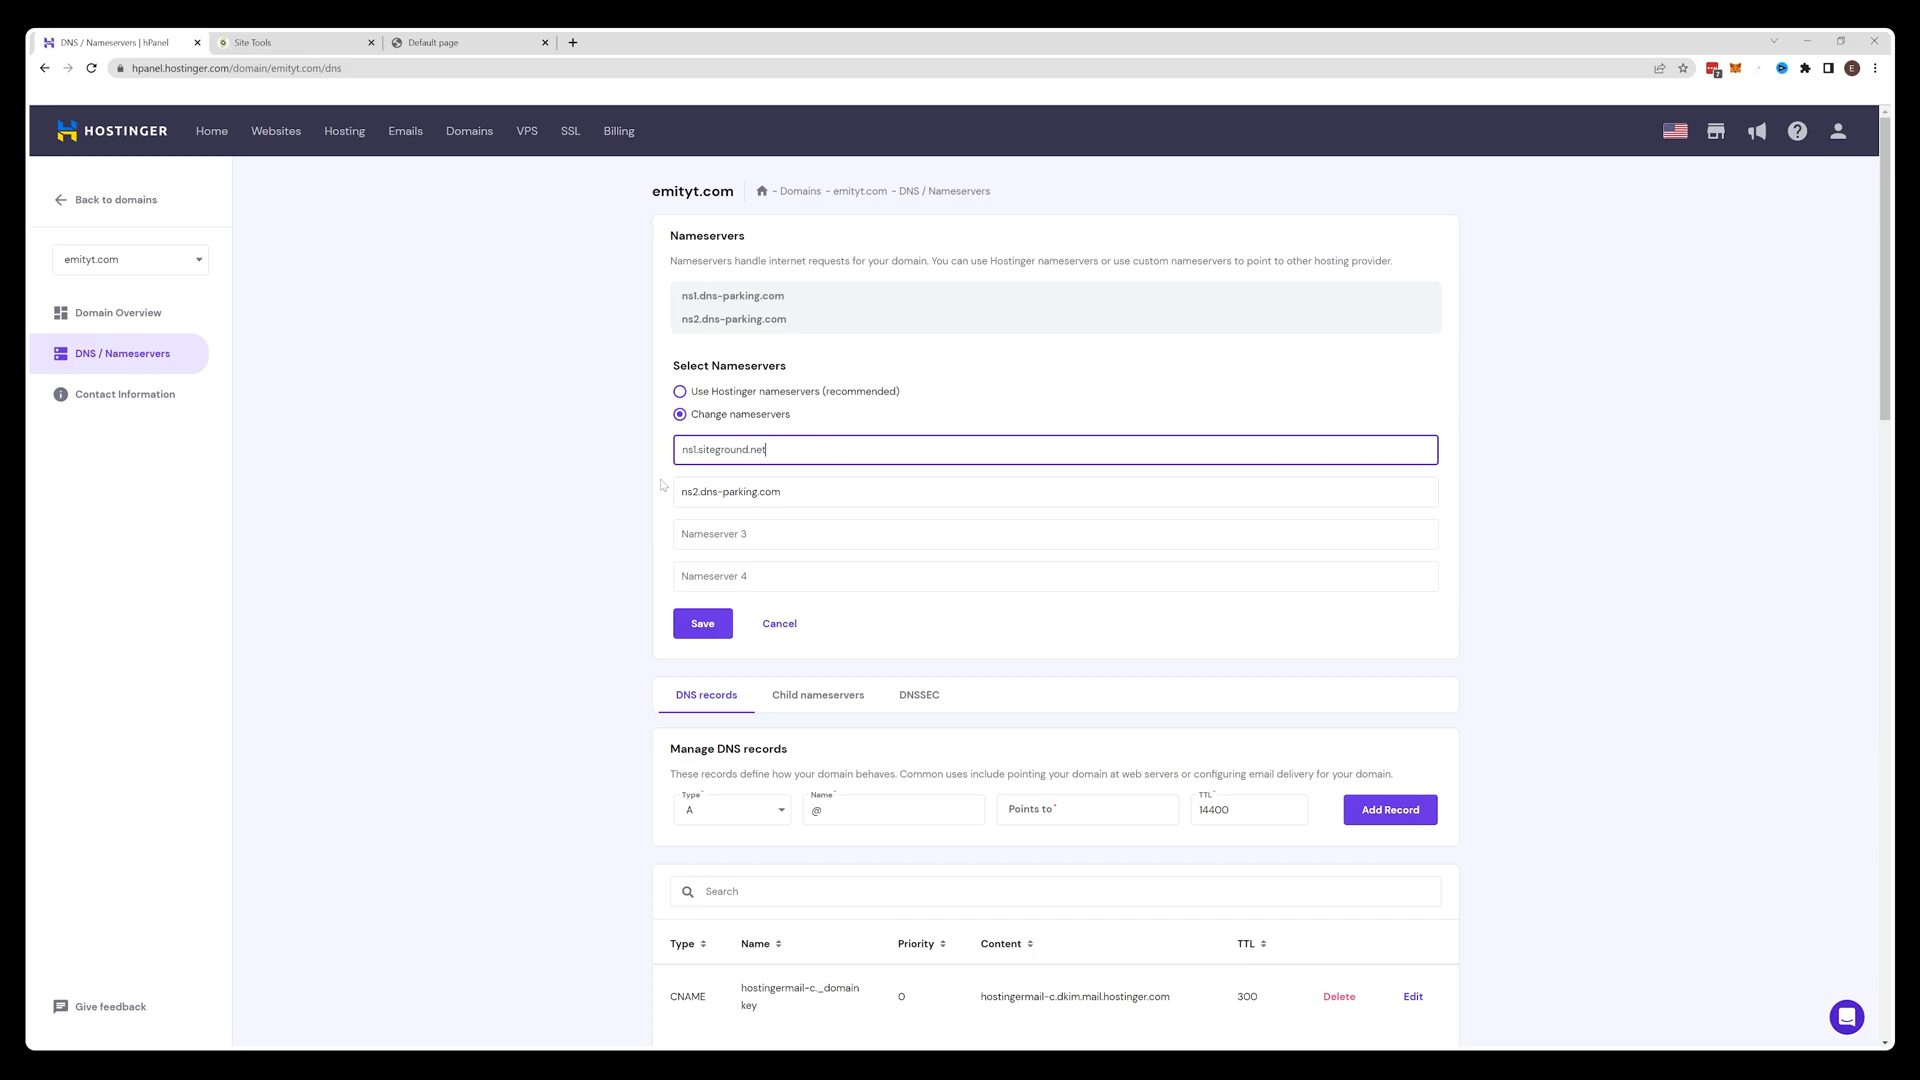 DNS / Nameservers | hPanel
Site Tools
Default page
hpanel.hostinger.com/domain/emityt.com/dns
7
E
HOSTINGER
Home
Websites
Hosting
Emails
Domains
VPS
SSL
Billing
Back to domains
emityt.com
Domain Overview
DNS / Nameservers
Contact Information
Give feedback
emityt.com
- Domains - emityt.com - DNS / Nameservers
Nameservers
Nameservers handle internet requests for your domain. You can use Hostinger nameservers or use custom nameservers to point to other hosting provider.
ns1.dns-parking.com
ns2.dns-parking.com
Select Nameservers
Use Hostinger nameservers (recommended)
Change nameservers
ns1.siteground.net
ns2.dns-parking.com
Nameserver 3
Nameserver 4
Save
Cancel
DNS records
Child nameservers
DNSSEC
Manage DNS records
These records define how your domain behaves. Common uses include pointing your domain at web servers or configuring email delivery for your domain.
Type*
A
Name*
@
Points to*
TTL*
14400
Add Record
Search
Type
Name
Priority
Content
TTL
CNAME
hostingermail-c._domain
key
0
hostingermail-c.dkim.mail.hostinger.com
300
Delete
Edit